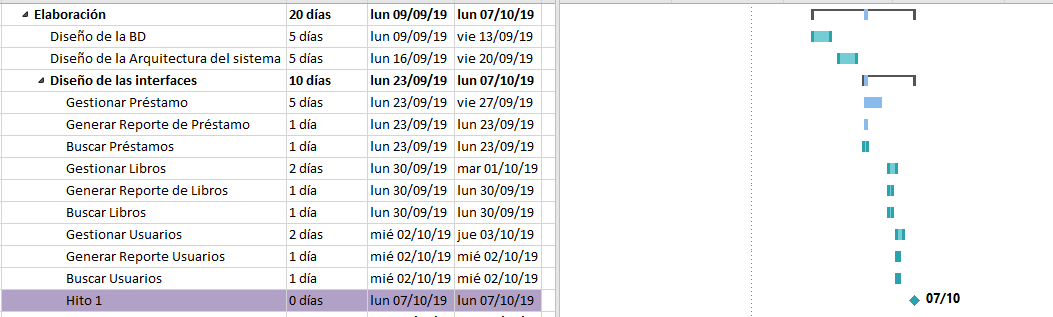 Elaboración 20 días lun 09/09/19 lun 07/10/19
Diseño de la BD 5 días lun 09/09/19 vie 13/09/19
Diseño de la Arquitectura del sistema 5 días lun 16/09/19 vie 20/09/19
Diseño de las interfaces 10 días lun 23/09/19 lun 07/10/19
Gestionar Préstamo 5 días lun 23/09/19 vie 27/09/19
Generar Reporte de Préstamo 1 día lun 23/09/19 lun 23/09/19
Buscar Préstamos 1 día lun 23/09/19 lun 23/09/19
Gestionar Libros 2 días lun 30/09/19 mar 01/10/19
Generar Reporte de Libros 1 día lun 30/09/19 lun 30/09/19
Buscar Libros 1 día lun 30/09/19 lun 30/09/19
Gestionar Usuarios 2 días mié 02/10/19 jue 03/10/19
Generar Reporte Usuarios 1 día mié 02/10/19 mié 02/10/19
Buscar Usuarios 1 día mié 02/10/19 mié 02/10/19
Hito 1 0 días lun 07/10/19 lun 07/10/19 07/10